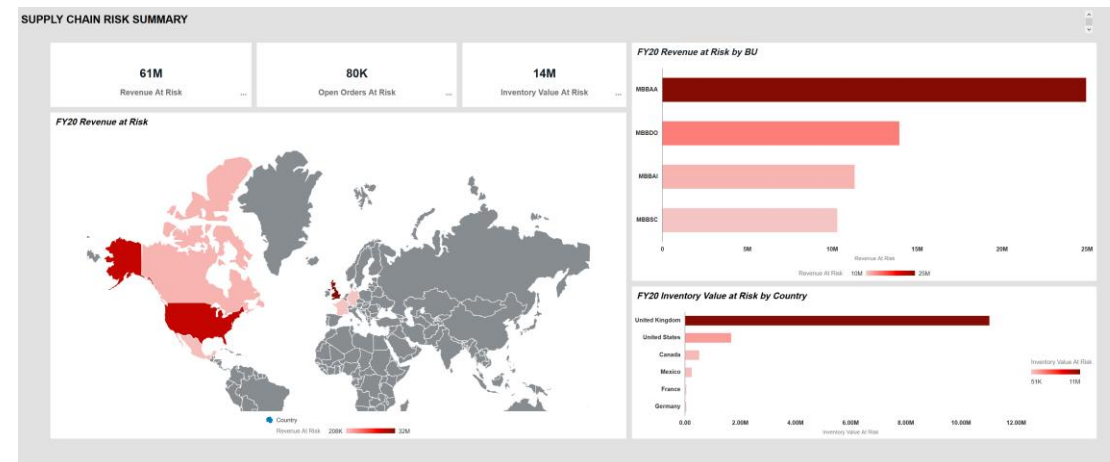 SUPPLY CHAIN RISK SUMMARY
61M
Revenue At Risk
...
80K
Open Orders At Risk
...
14M
Inventory Value At Risk
...
FY20 Revenue at Risk
Country
Revenue At Risk 208K 32M
FY20 Revenue at Risk by BU
MBBAA
MBBDO
MBBAI
MBBSC
0 5M 10M 15M 20M 25M
Revenue At Risk
Revenue At Risk 10M 25M
FY20 Inventory Value at Risk by Country
United Kingdom
United States
Canada
Mexico
France
Germany
0.00 2.00M 4.00M 6.00M 8.00M 10.00M 12.00M
Inventory Value At Risk
Inventory Value At Risk
51K 11M